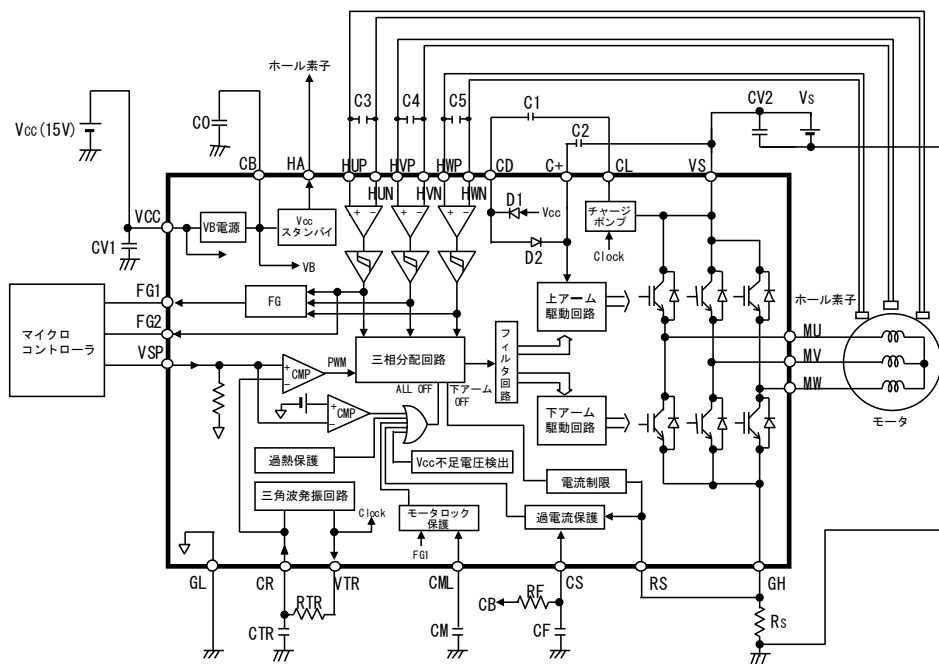 ホール素子
C3
C4
C5
C1
C2
CV2
Vs
Vcc(15V)
C0
CB
HA
HUP
HUN
HVP
HVN
HWP
HWN
CD
C+
CL
VS
VCC
VB電源
Vcc
スタンバイ
VB
CV1
+
−
+
−
+
−
D1
Vcc
D2
チャージ
ポンプ
Clock
FG1
FG
FG2
マイクロ
コントローラ
VSP
上アーム
駆動回路
フィルタ回路
三相分配回路
PWM
CMP
+
−
ALL OFF
下アーム
OFF
CMP
+
−
下アーム
駆動回路
ホール素子
MU
MV
MW
モータ
過熱保護
Vcc不足電圧検出
電流制限
三角波発振回路
Clock
モータロック
保護
FG1
過電流保護
GL
CR
VTR
CML
CS
RS
GH
RTR
CTR
CM
CB
RF
CF
Rs